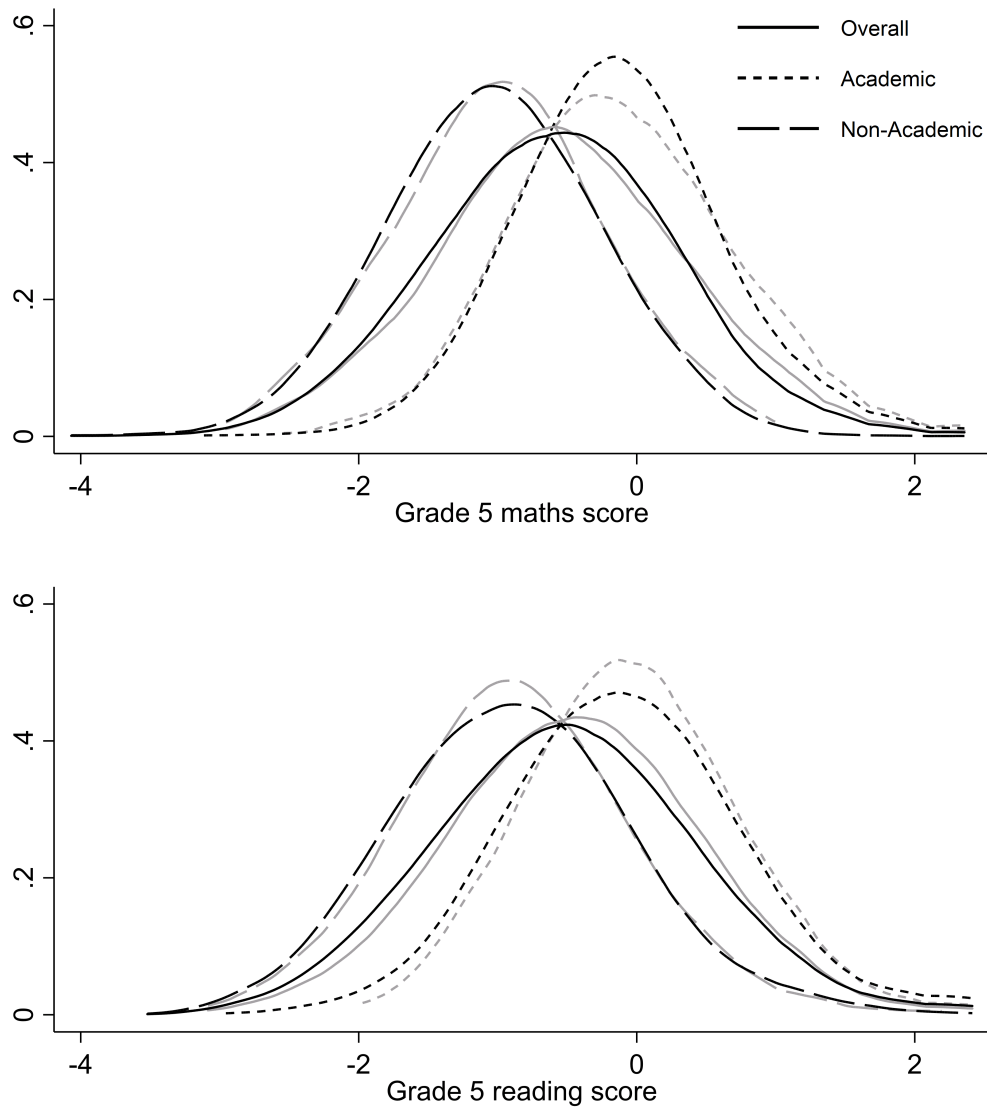 .6
Overall
Academic
Non-Academic
.4
.2
0
-4 -2 0 2
Grade 5 maths score
.6
.4
.2
0
-4 -2 0 2
Grade 5 reading score